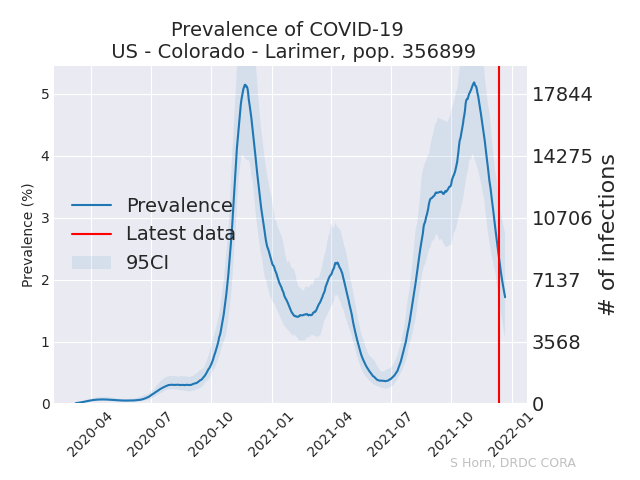 Prevalence of COVID-19
US - Colorado - Larimer, pop. 356899
Prevalence (%)
5
4
3
2
1
0
17844
14275
10706
7137
3568
0
# of infections
Prevalence
Latest data
95CI
2020-04
2020-07
2020-10
2021-01
2021-04
2021-07
2021-10
2022-01
S Horn, DRDC CORA